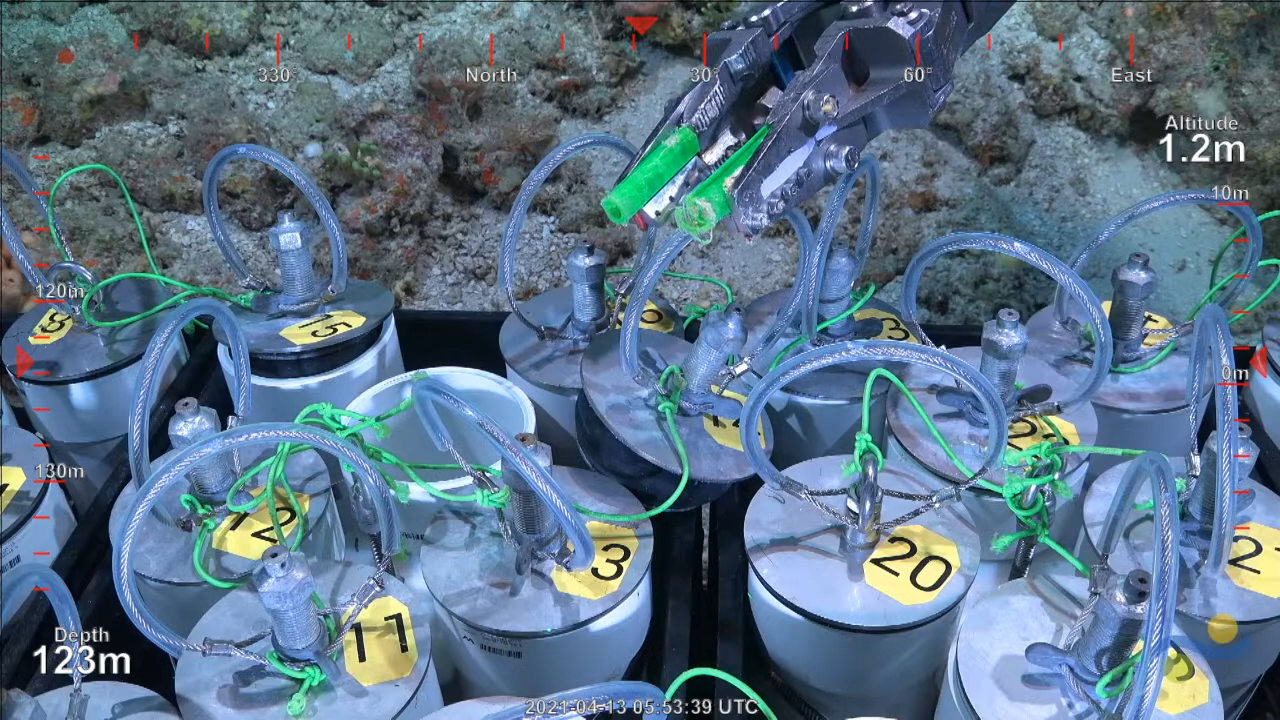 330°
North
30°
60°
East
Altitude
1.2m
10m
120m
0m
130m
8
15
12
3
20
11
Depth
123m
2021-04-13 05:53:39 UTC